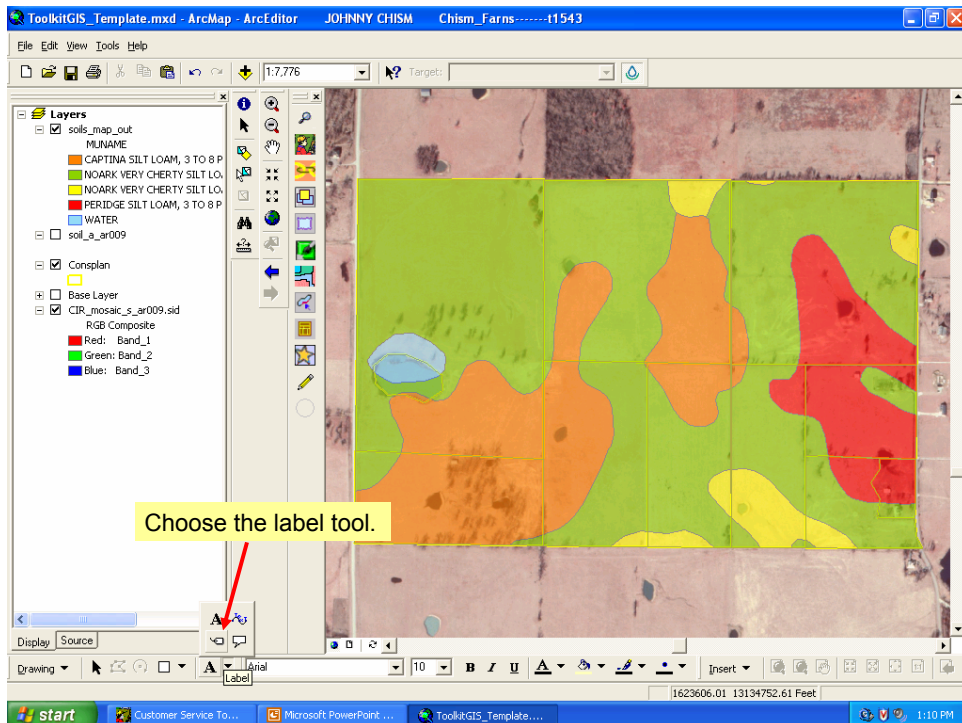 ToolkitGIS_Template.mxd - ArcMap - ArcEditor JOHNNY CHISM Chism_Farns-------t1543
File Edit View Tools Help
1:7,776 Target:
Layers
soils_map_out
MUNAME
CAPTINA SILT LOAM, 3 TO 8 P
NOARK VERY CHERTY SILT LO
NOARK VERY CHERTY SILT LO
PERIDGE SILT LOAM, 3 TO 8 P
WATER
soil_a_ar009
Consplan
Base Layer
CIR_mosaic_s_ar009.sid
RGB Composite
Red: Band_1
Green: Band_2
Blue: Band_3
Choose the label tool.
A
Display Source
Drawing A Arial 10 B I U A Insert
Label
1623606.01 13134752.61 Feet
start Customer Service To... Microsoft PowerPoint ... ToolkitGIS_Template.... 1:10 PM